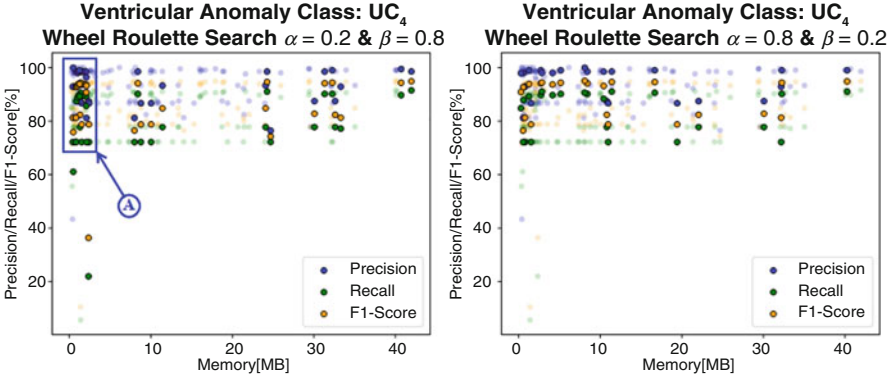 Ventricular Anomaly Class: UC4
Wheel Roulette Search α = 0.2 & β = 0.8
Precision/Recall/F1-Score[%]
100
80
60
40
20
A
Precision
Recall
F1-Score
0
10
20
30
40
Memory[MB]
Ventricular Anomaly Class: UC4
Wheel Roulette Search α = 0.8 & β = 0.2
Precision/Recall/F1-Score[%]
100
80
60
40
20
Precision
Recall
F1-Score
0
10
20
30
40
Memory[MB]